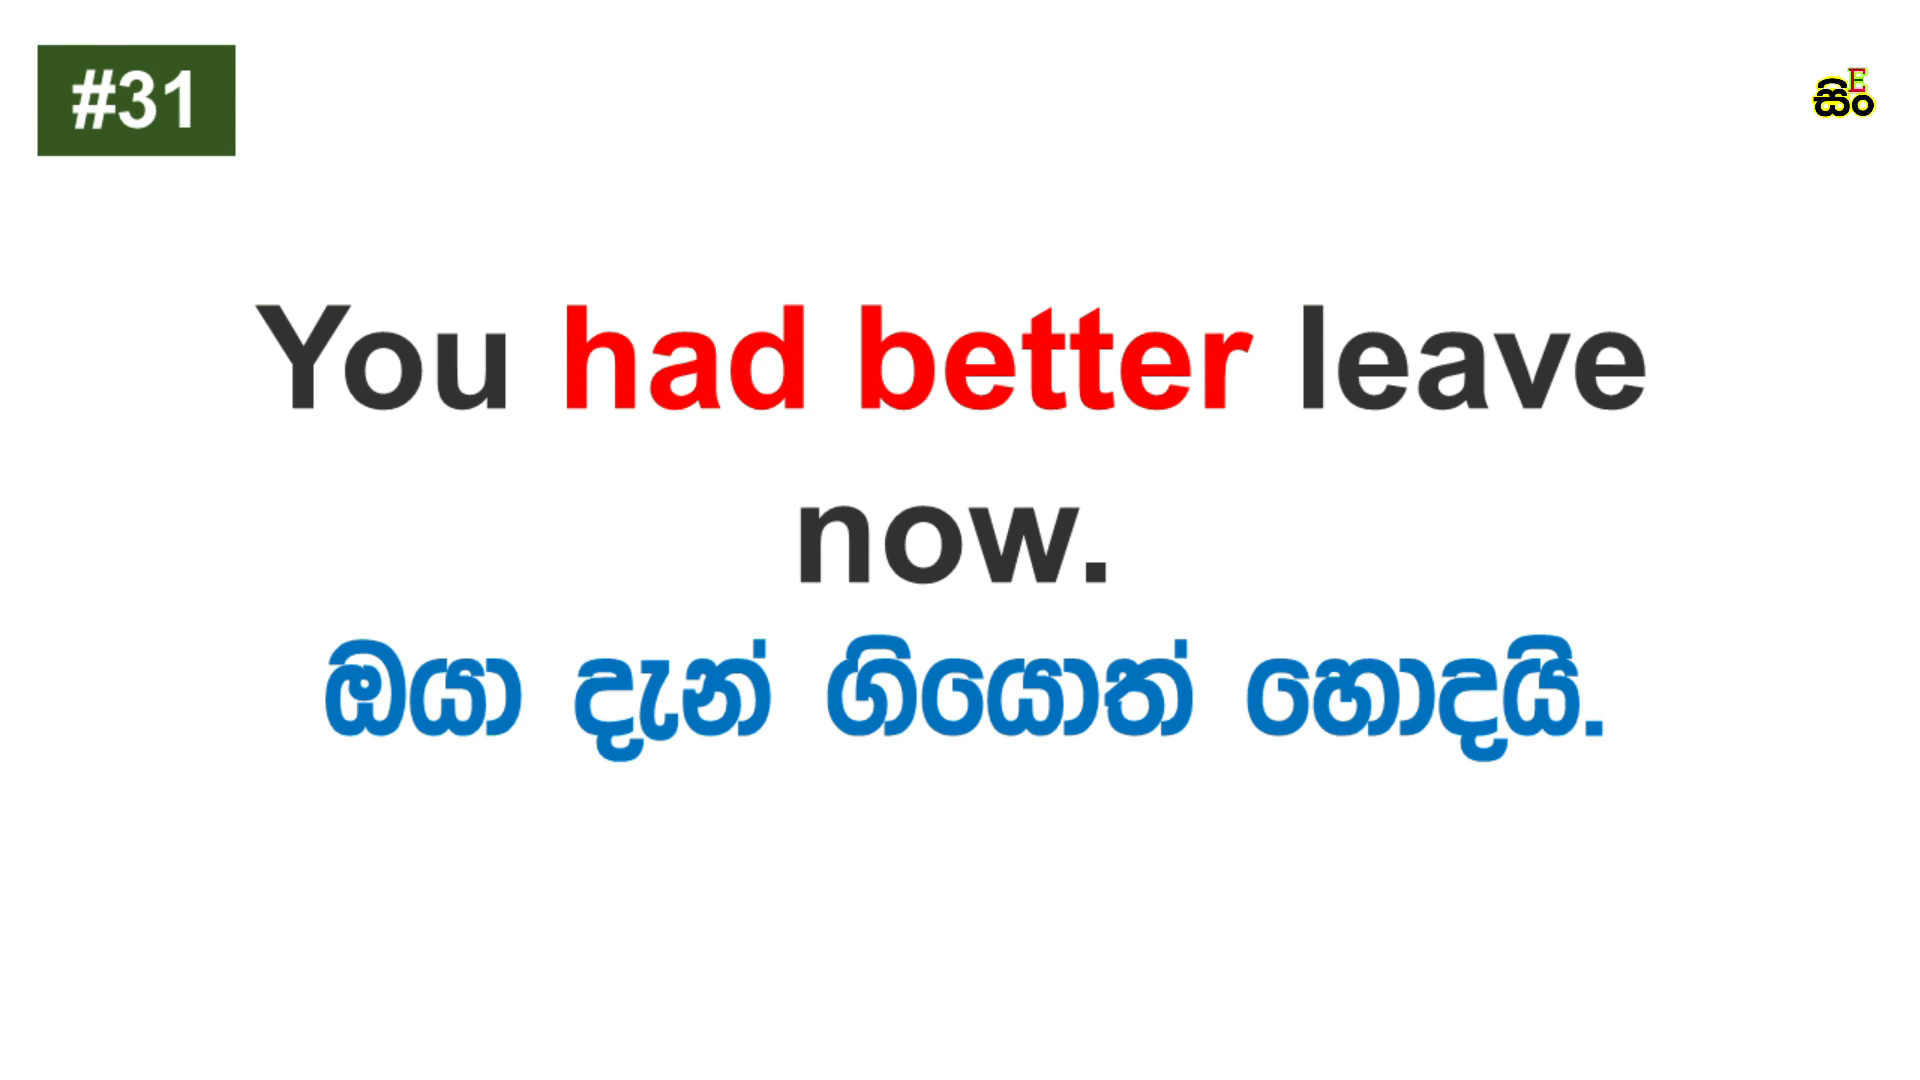 #31
සිං
E
You had better leave
now.
ඔයා දැන් ගියොත් හොදයි.